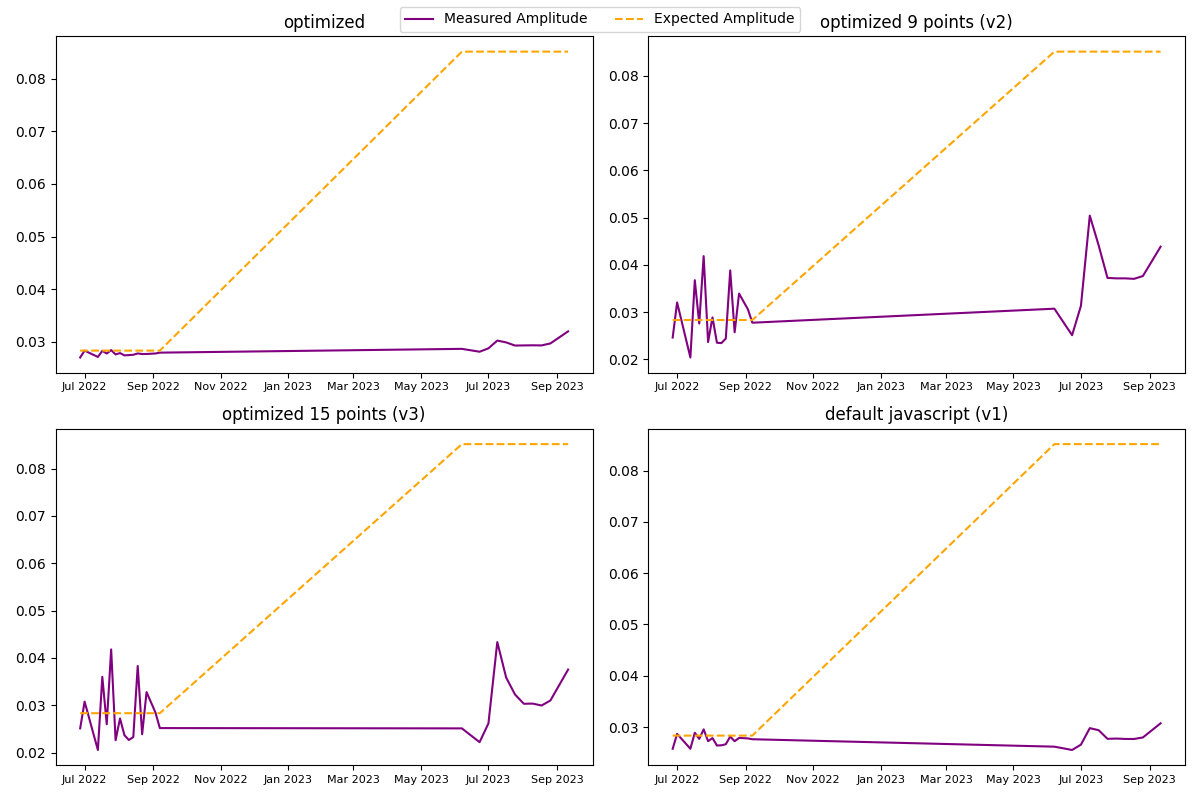 Measured Amplitude Expected Amplitude
optimized
0.08
0.07
0.06
0.05
0.04
0.03
Jul 2022 Sep 2022 Nov 2022 Jan 2023 Mar 2023 May 2023 Jul 2023 Sep 2023
optimized 9 points (v2)
0.08
0.07
0.06
0.05
0.04
0.03
0.02
Jul 2022 Sep 2022 Nov 2022 Jan 2023 Mar 2023 May 2023 Jul 2023 Sep 2023
optimized 15 points (v3)
0.08
0.07
0.06
0.05
0.04
0.03
0.02
Jul 2022 Sep 2022 Nov 2022 Jan 2023 Mar 2023 May 2023 Jul 2023 Sep 2023
default javascript (v1)
0.08
0.07
0.06
0.05
0.04
0.03
Jul 2022 Sep 2022 Nov 2022 Jan 2023 Mar 2023 May 2023 Jul 2023 Sep 2023